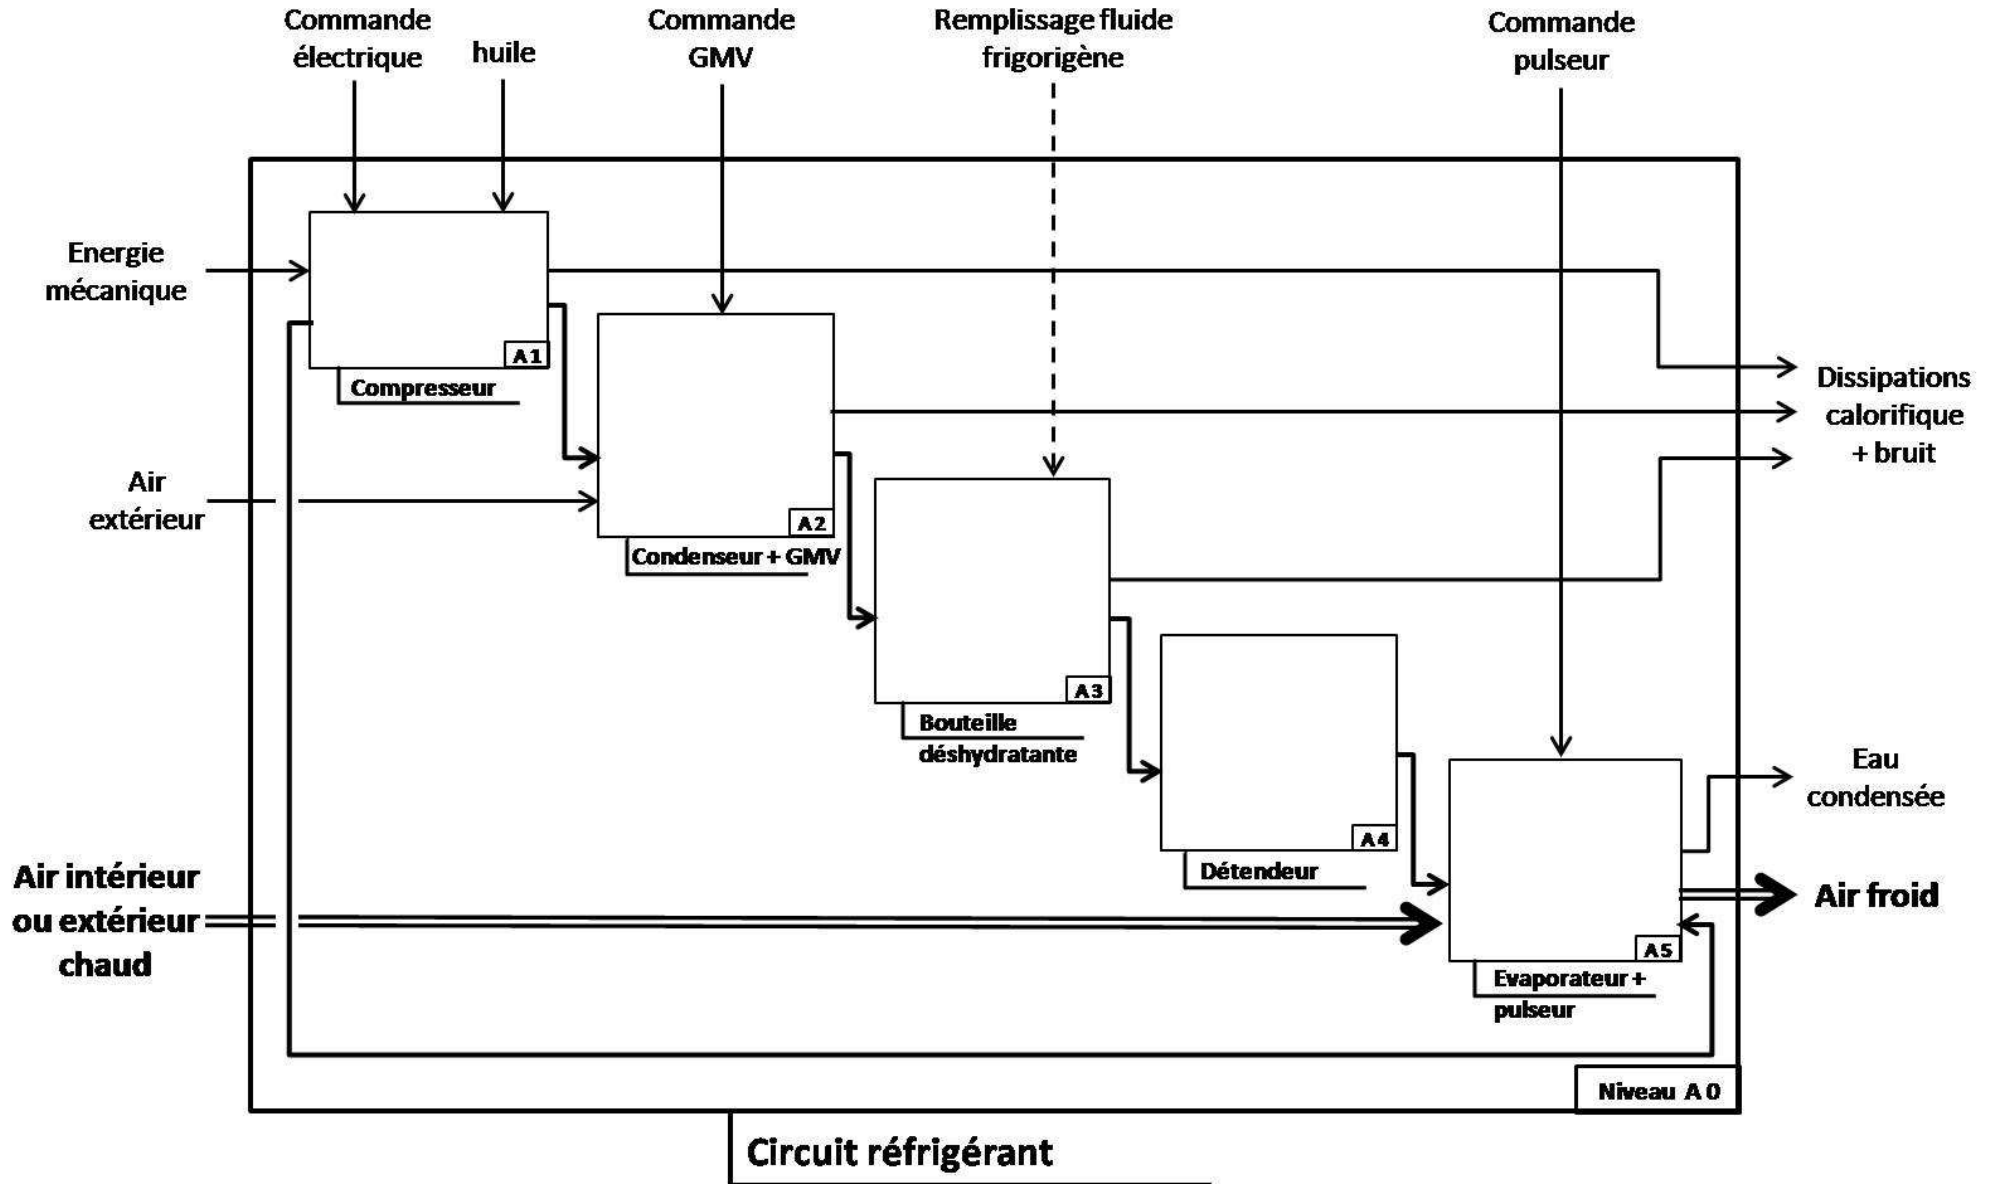 Commande
électrique
huile
Commande
GMV
Remplissage fluide
frigorigène
Commande
pulseur
Energie
mécanique
A1
Compresseur
Dissipations
calorifique
+ bruit
Air
extérieur
A2
Condenseur + GMV
A3
Bouteille
déshydratante
A4
Détendeur
Eau
condensée
Air intérieur
ou extérieur
chaud
Air froid
A5
Evaporateur +
pulseur
Niveau A 0
Circuit réfrigérant